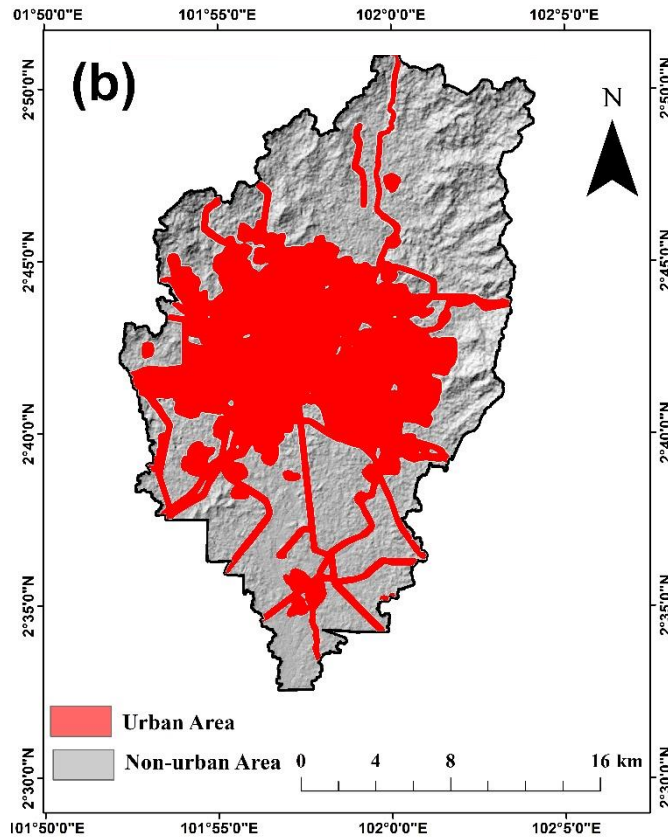 01°50'0"E 101°55'0"E 102°0'0"E 102°5'0"E
(b)
N
2°50'0"N 2°50'0"N
2°45'0"N 2°45'0"N
2°40'0"N 2°40'0"N
2°35'0"N 2°35'0"N
2°30'0"N 2°30'0"N
Urban Area
Non-urban Area
0 4 8 16 km
101°50'0"E 101°55'0"E 102°0'0"E 102°5'0"E